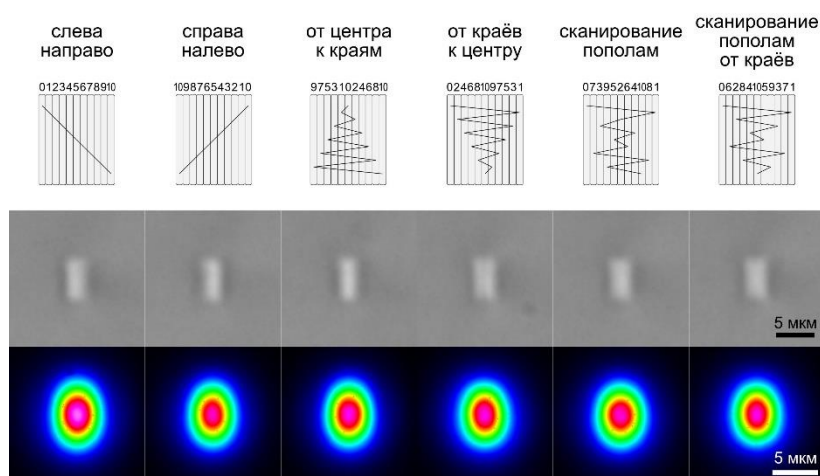 слева
направо
справа
налево
от центра
к краям
от краёв
к центру
сканирование
пополам
сканирование
пополам
от краёв
012345678910
109876543210
975310246810
024681097531
073952641081
062841059371
5 мкм
5 мкм